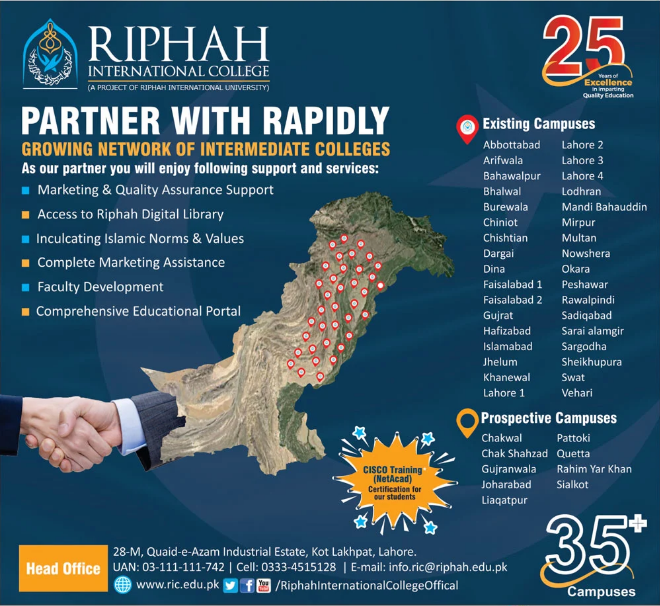 RIPHAH
INTERNATIONAL COLLEGE
(A PROJECT OF RIPHAH INTERNATIONAL UNIVERSITY)
25
Years of
Excellence
in Imparting
Quality Education
PARTNER WITH RAPIDLY
GROWING NETWORK OF INTERMEDIATE COLLEGES
As our partner you will enjoy following support and services:
Marketing & Quality Assurance Support
Access to Riphah Digital Library
Inculcating Islamic Norms & Values
Complete Marketing Assistance
Faculty Development
Comprehensive Educational Portal
Existing Campuses
Abbottabad
Arifwala
Bahawalpur
Bhalwal
Burewala
Chiniot
Chishtian
Dargai
Dina
Faisalabad 1
Faisalabad 2
Gujrat
Hafizabad
Islamabad
Jhelum
Khanewal
Lahore 1
Lahore 2
Lahore 3
Lahore 4
Lodhran
Mandi Bahauddin
Mirpur
Multan
Nowshera
Okara
Peshawar
Rawalpindi
Sadiqabad
Sarai alamgir
Sargodha
Sheikhupura
Swat
Vehari
Prospective Campuses
Chakwal
Chak Shahzad
Gujranwala
Joharabad
Liaqatpur
Pattoki
Quetta
Rahim Yar Khan
Sialkot
CISCO Training
(NetAcad)
Certification for
our students
35+
Campuses
Head Office
28-M, Quaid-e-Azam Industrial Estate, Kot Lakhpat, Lahore.
UAN: 03-111-111-742 | Cell: 0333-4515128 | E-mail: info.ric@riphah.edu.pk
www.ric.edu.pk You Tube /RiphahInternationalCollegeOffical